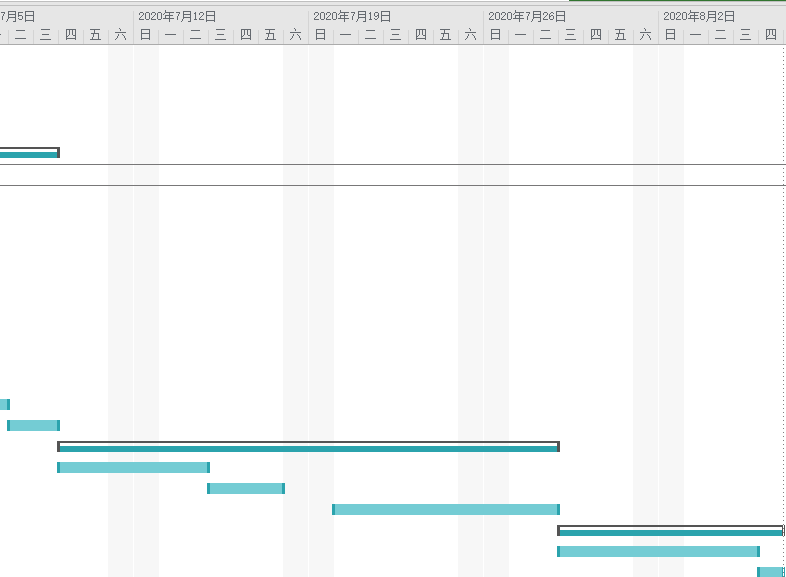 7月5日 2020年7月12日 2020年7月19日 2020年7月26日 2020年8月2日
二 三 四 五 六 日 一 二 三 四 五 六 日 一 二 三 四 五 六 日 一 二 三 四 五 六 日 一 二 三 四